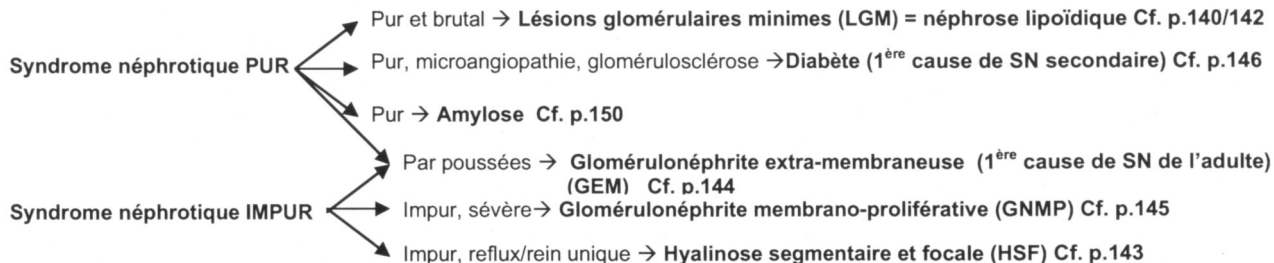 Pur et brutal → Lésions glomérulaires minimes (LGM) = néphrose lipoïdique Cf. p.140/142
Syndrome néphrotique PUR
Pur, microangiopathie, glomérulosclérose → Diabète (1ère cause de SN secondaire) Cf. p.146
Pur → Amylose Cf. p.150
Par poussées → Glomérulonéphrite extra-membraneuse (1ère cause de SN de l'adulte)
(GEM) Cf. p.144
Syndrome néphrotique IMPUR
Impur, sévère → Glomérulonéphrite membrano-proliférative (GNMP) Cf. p.145
Impur, reflux/rein unique → Hyalinose segmentaire et focale (HSF) Cf. p.143